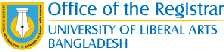 Office of the Registrar
UNIVERSITY OF LIBERAL ARTS
BANGLADESH